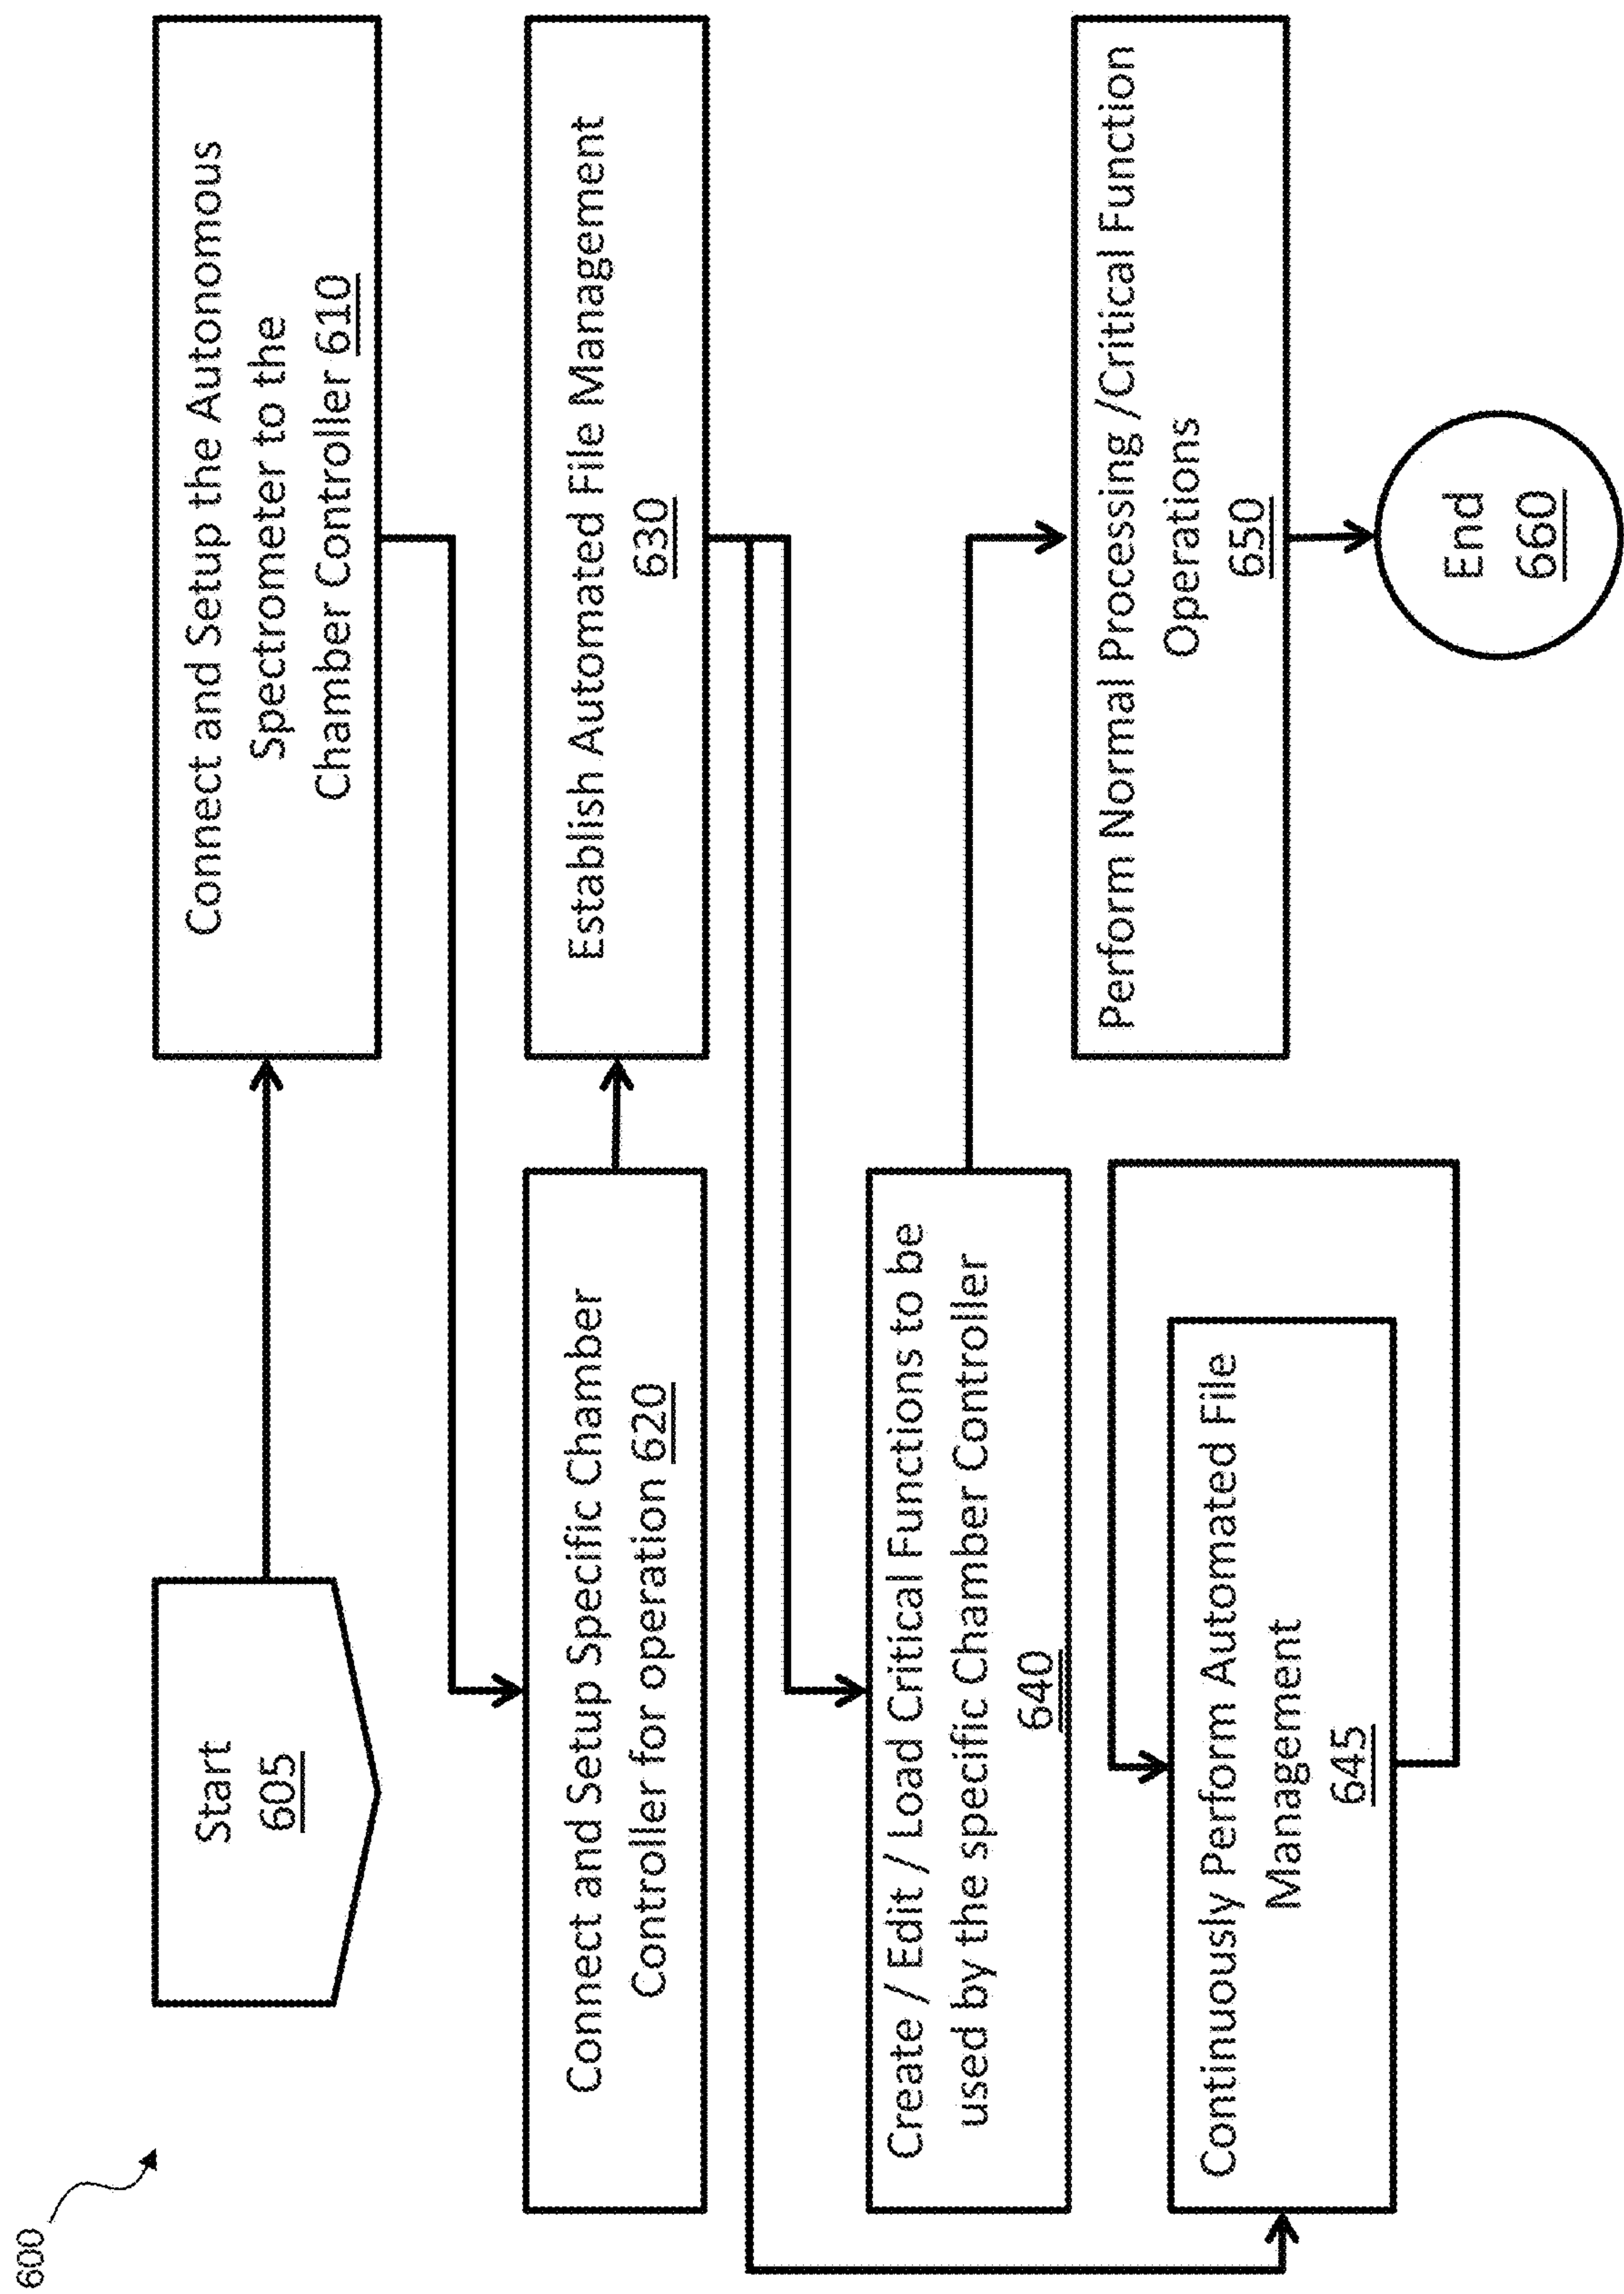 600
Start
605
Connect and Setup the Autonomous
Spectrometer to the
Chamber Controller 610
Connect and Setup Specific Chamber
Controller for operation 620
Establish Automated File Management
630
Create / Edit / Load Critical Functions to be
used by the specific Chamber Controller
640
Continuously Perform Automated File
Management
645
Perform Normal Processing /Critical Function
Operations
650
End
660